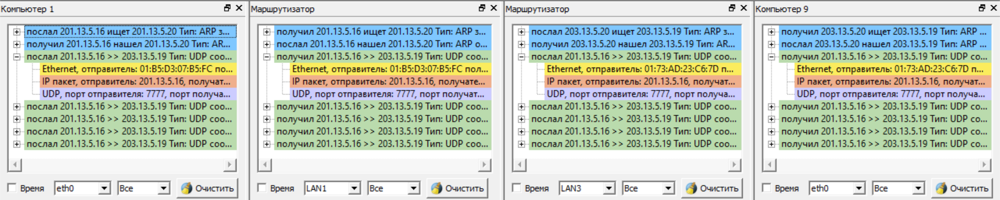 Компьютер 1
послал 201.13.5.16 ищет 201.13.5.20 Тип: ARP з...
получил 201.13.5.16 нашел 201.13.5.20 Тип: AR...
послал 201.13.5.16 >> 203.13.5.19 Тип: UDP соо...
Ethernet, отправитель: 01:B5:D3:07:B5:FC по...
IP пакет, отправитель: 201.13.5.16, получат...
UDP, порт отправителя: 7777, порт получа...
послал 201.13.5.16 >> 203.13.5.19 Тип: UDP соо...
послал 201.13.5.16 >> 203.13.5.19 Тип: UDP соо...
послал 201.13.5.16 >> 203.13.5.19 Тип: UDP соо...
послал 201.13.5.16 >> 203.13.5.19 Тип: UDP соо...
Время eth0 Все Очистить
Маршрутизатор
получил 201.13.5.16 ищет 201.13.5.20 Тип: ARP з...
послал 201.13.5.16 нашел 201.13.5.20 Тип: ARP о...
получил 201.13.5.16 >> 203.13.5.19 Тип: UDP соо...
Ethernet, отправитель: 01:B5:D3:07:B5:FC пол...
IP пакет, отправитель: 201.13.5.16, получате...
UDP, порт отправителя: 7777, порт получат...
получил 201.13.5.16 >> 203.13.5.19 Тип: UDP соо...
получил 201.13.5.16 >> 203.13.5.19 Тип: UDP соо...
получил 201.13.5.16 >> 203.13.5.19 Тип: UDP соо...
получил 201.13.5.16 >> 203.13.5.19 Тип: UDP соо...
Время LAN1 Все Очистить
Маршрутизатор
послал 203.13.5.20 ищет 203.13.5.19 Тип: ARP з...
получил 203.13.5.20 нашел 203.13.5.19 Тип: AR...
послал 201.13.5.16 >> 203.13.5.19 Тип: UDP соо...
Ethernet, отправитель: 01:73:AD:23:C6:7D п...
IP пакет, отправитель: 201.13.5.16, получат...
UDP, порт отправителя: 7777, порт получа...
послал 201.13.5.16 >> 203.13.5.19 Тип: UDP соо...
послал 201.13.5.16 >> 203.13.5.19 Тип: UDP соо...
послал 201.13.5.16 >> 203.13.5.19 Тип: UDP соо...
послал 201.13.5.16 >> 203.13.5.19 Тип: UDP соо...
Время LAN3 Все Очистить
Компьютер 9
получил 203.13.5.20 ищет 203.13.5.19 Тип: ARP ...
послал 203.13.5.20 нашел 203.13.5.19 Тип: ARP ...
получил 201.13.5.16 >> 203.13.5.19 Тип: UDP со...
Ethernet, отправитель: 01:73:AD:23:C6:7D п...
IP пакет, отправитель: 201.13.5.16, получат...
UDP, порт отправителя: 7777, порт получа...
получил 201.13.5.16 >> 203.13.5.19 Тип: UDP со...
получил 201.13.5.16 >> 203.13.5.19 Тип: UDP со...
получил 201.13.5.16 >> 203.13.5.19 Тип: UDP со...
получил 201.13.5.16 >> 203.13.5.19 Тип: UDP со...
Время eth0 Все Очистить